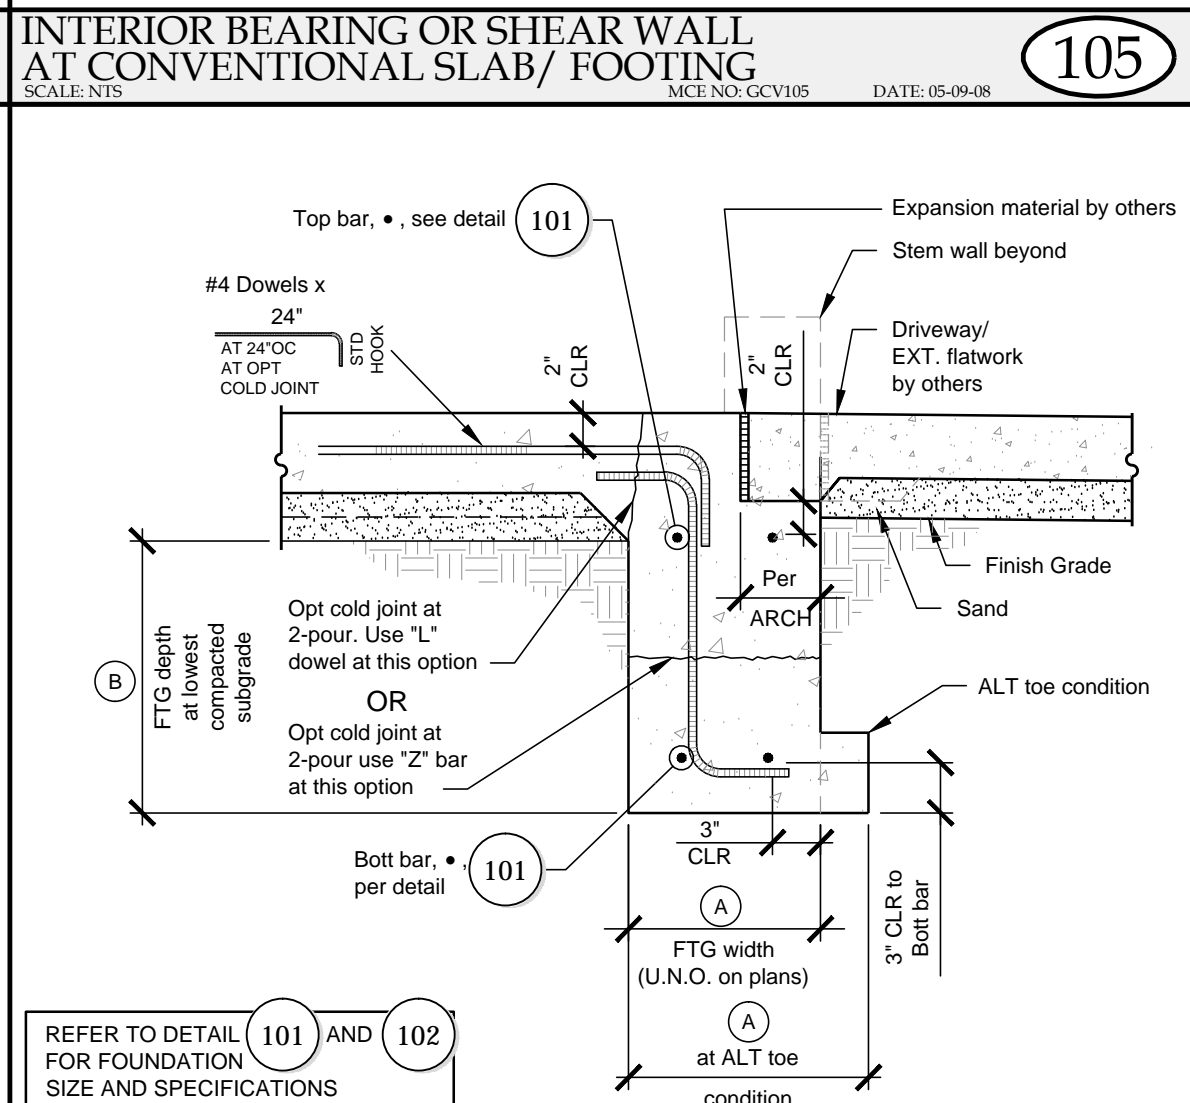 INTERIOR BEARING OR SHEAR WALL
AT CONVENTIONAL SLAB/ FOOTING
SCALE: NTS
MCE NO: GCV105
DATE: 05-09-08
105
Top bar, • , see detail
101
Expansion material by others
Stem wall beyond
#4 Dowels x
24"
AT 24"OC
AT OPT
COLD JOINT
STD
HOOK
2"
CLR
2"
CLR
Driveway/
EXT. flatwork
by others
Finish Grade
Sand
Per
ARCH
Opt cold joint at
2-pour. Use "L"
dowel at this option
OR
Opt cold joint at
2-pour use "Z" bar
at this option
B
FTG depth
at lowest
compacted
subgrade
ALT toe condition
Bott bar, • ,
per detail
101
3"
CLR
3" CLR to
Bott bar
A
FTG width
(U.N.O. on plans)
A
at ALT toe
condition
REFER TO DETAIL 101 AND 102
FOR FOUNDATION
SIZE AND SPECIFICATIONS